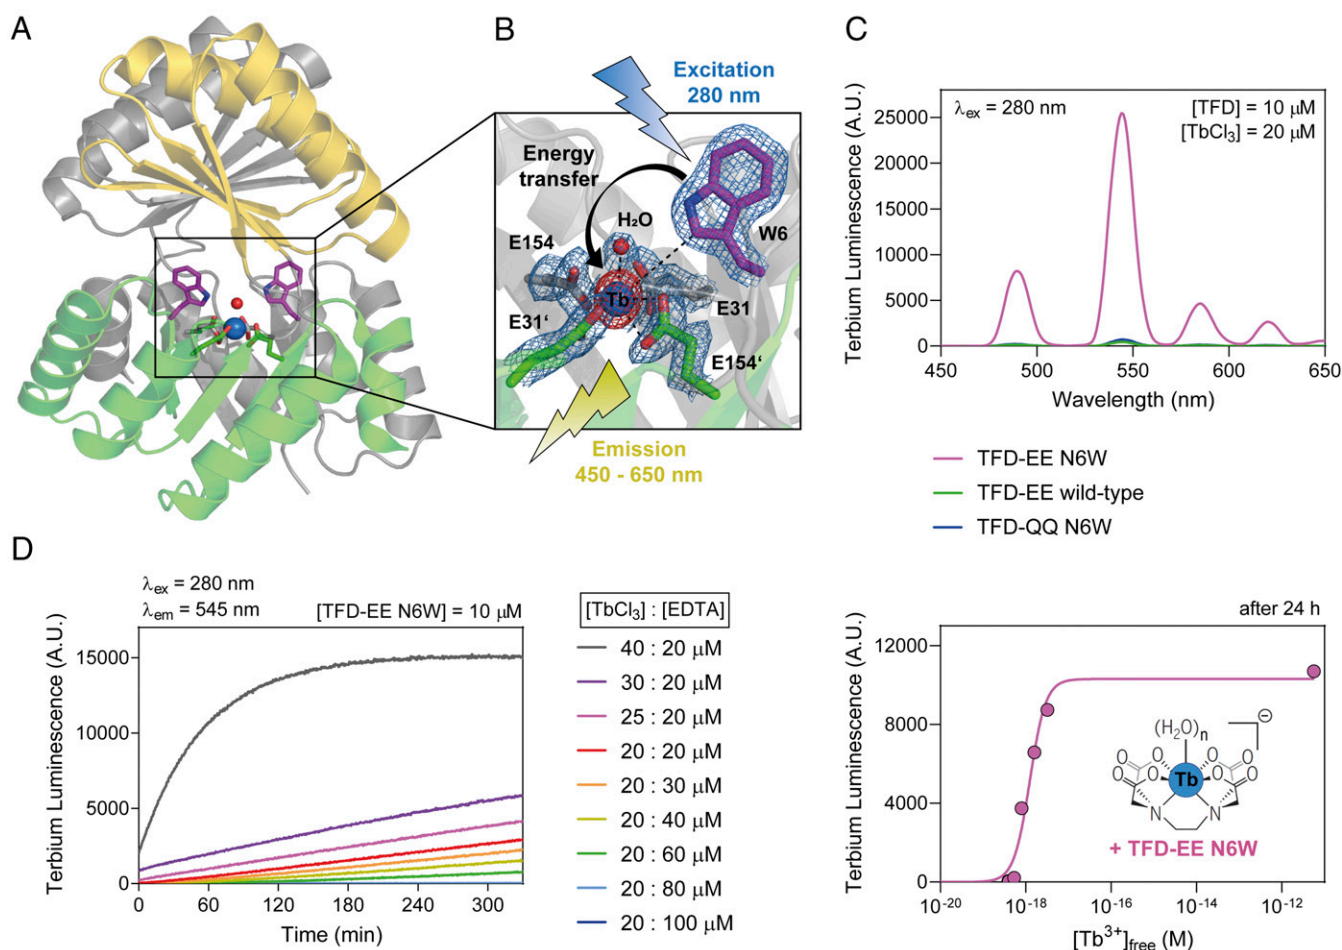 A
B
Excitation
280 nm
Energy
transfer
H₂O
W6
E154
Tb
E31'
E31
E154'
Emission
450 - 650 nm
C
Terbium Luminescence (A.U.)
25000
20000
15000
10000
5000
0
λex = 280 nm
[TFD] = 10 μM
[TbCl₃] = 20 μM
450
500
550
600
650
Wavelength (nm)
TFD-EE N6W
TFD-EE wild-type
TFD-QQ N6W
D
λex = 280 nm
λem = 545 nm
[TFD-EE N6W] = 10 μM
Terbium Luminescence (A.U.)
15000
10000
5000
0
0
60
120
180
240
300
Time (min)
[TbCl₃] : [EDTA]
40 : 20 μM
30 : 20 μM
25 : 20 μM
20 : 20 μM
20 : 30 μM
20 : 40 μM
20 : 60 μM
20 : 80 μM
20 : 100 μM
after 24 h
Terbium Luminescence (A.U.)
12000
8000
4000
0
(H₂O)n
⊖
O
O
O
O
O
O
O
O
Tb
N
N
+ TFD-EE N6W
10⁻²⁰
10⁻¹⁸
10⁻¹⁶
10⁻¹⁴
10⁻¹²
[Tb³⁺]free (M)